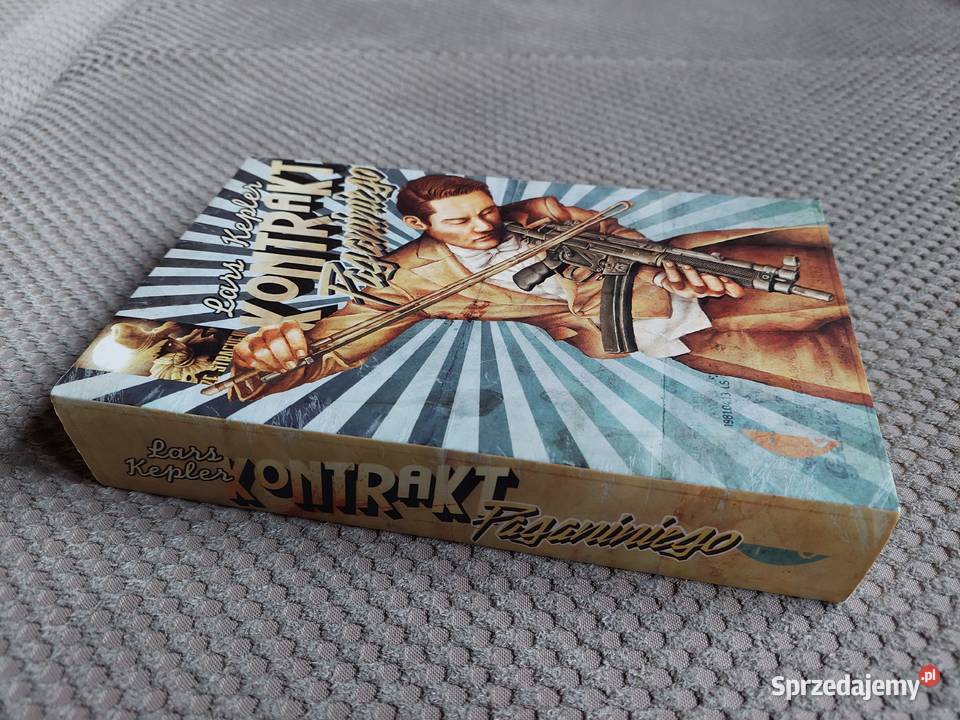 Lars Kepler
KONTRAKT
Paganiniego
Lars
Kepler
KONTRAKT
Paganiniego
Sprzedajemy.pl